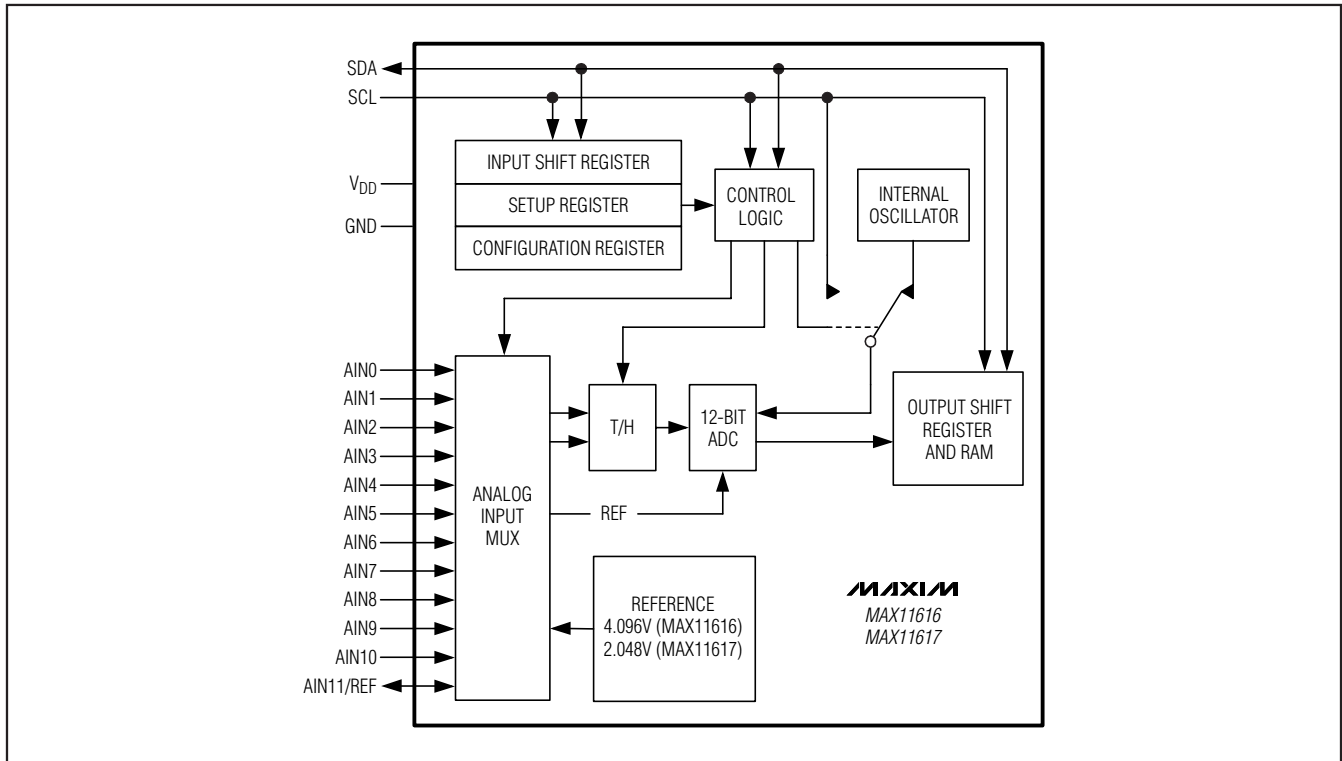 SDA
SCL
V_DD
GND
INPUT SHIFT REGISTER
SETUP REGISTER
CONFIGURATION REGISTER
CONTROL
LOGIC
INTERNAL
OSCILLATOR
AIN0
AIN1
AIN2
AIN3
AIN4
AIN5
AIN6
AIN7
AIN8
AIN9
AIN10
AIN11/REF
ANALOG
INPUT
MUX
T/H
12-BIT
ADC
REF
OUTPUT SHIFT
REGISTER
AND RAM
REFERENCE
4.096V (MAX11616)
2.048V (MAX11617)
MAXIM
MAX11616
MAX11617